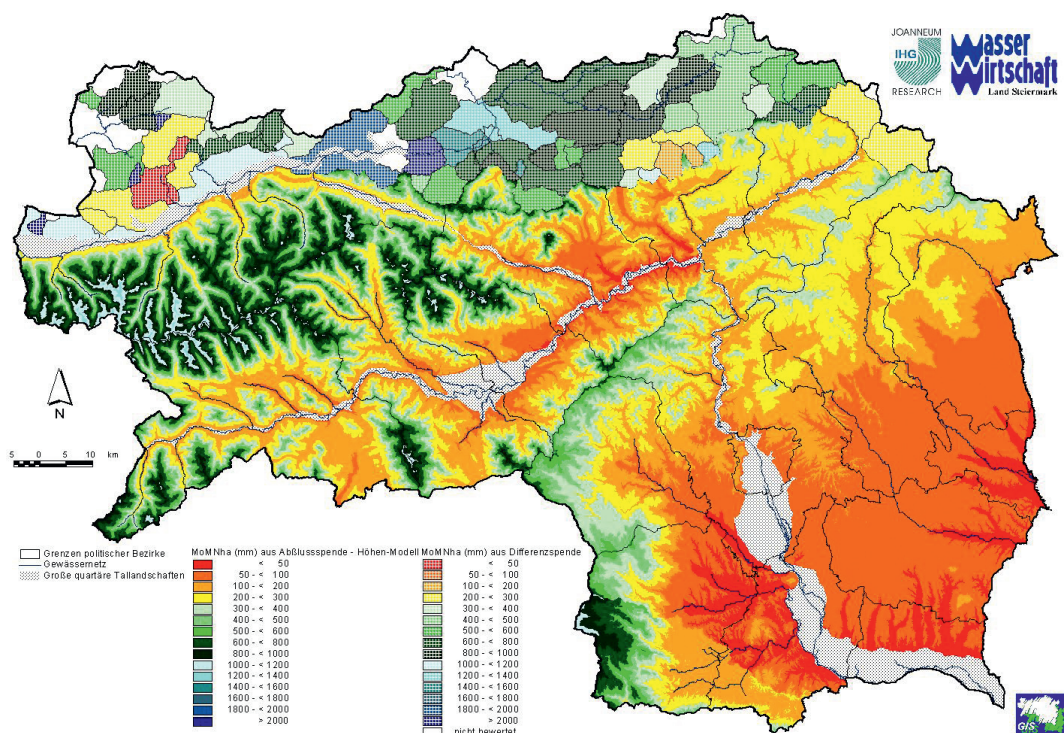 JOANNEUM
IHG
RESEARCH
Wasser
Wirtschaft
Land Steiermark
N
5 0 10 km
Grenzen politischer Bezirke
Gewässernetz
Große quartäre Tallandschaften
MoMNha (mm) aus Abflussspende - Höhen-Modell
< 50
50 - < 100
100 - < 200
200 - < 300
300 - < 400
400 - < 500
500 - < 600
600 - < 800
800 - < 1000
1000 - < 1200
1200 - < 1400
1400 - < 1600
1600 - < 1800
1800 - < 2000
> 2000
MoMNha (mm) aus Differenzspende
< 50
50 - < 100
100 - < 200
200 - < 300
300 - < 400
400 - < 500
500 - < 600
600 - < 800
800 - < 1000
1000 - < 1200
1200 - < 1400
1400 - < 1600
1600 - < 1800
1800 - < 2000
> 2000
nicht bewertet
GIS